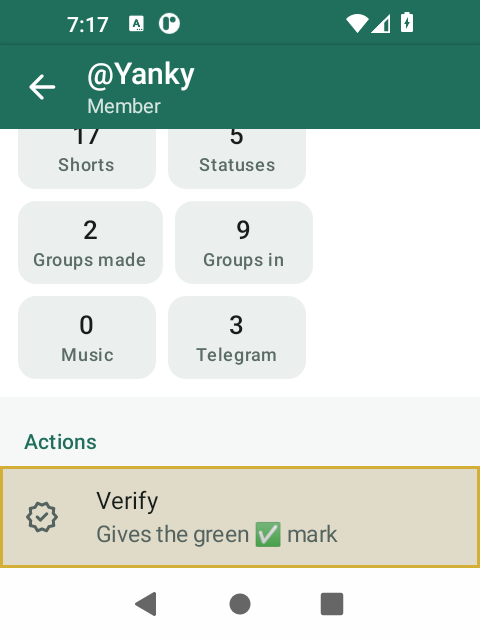 7:17
@Yanky
Member
17
5
Shorts
Statuses
2
9
Groups made
Groups in
0
3
Music
Telegram
Actions
Verify
Gives the green ✅ mark